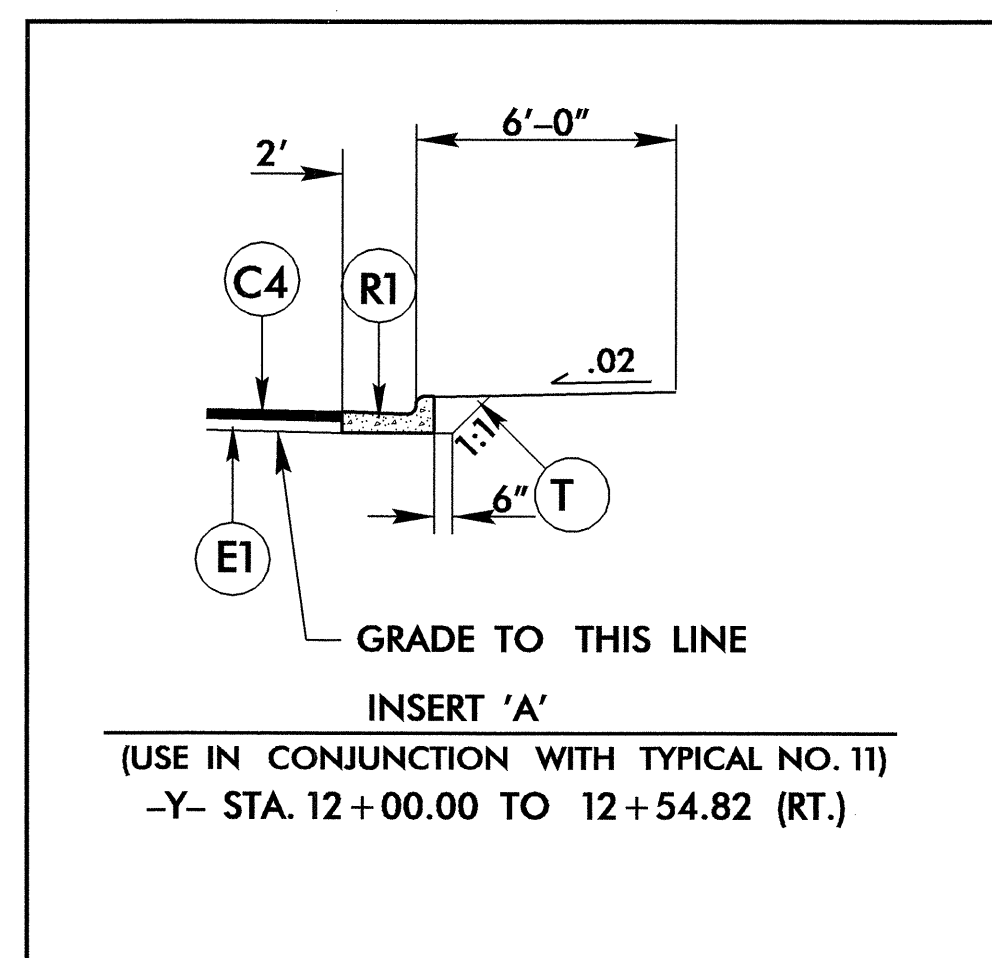 6'–0"
2'
C4
R1
.02
1:1
6"
T
E1
GRADE TO THIS LINE
INSERT 'A'
(USE IN CONJUNCTION WITH TYPICAL NO. 11)
–Y– STA. 12+00.00 TO 12+54.82 (RT.)